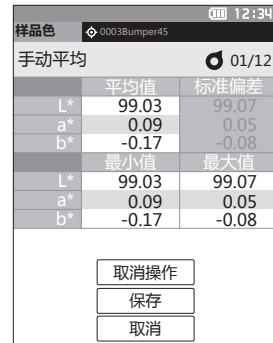 12:34
样品色 0003Bumper45
手动平均 01/12
平均值 标准偏差
L* 99.03 99.07
a* 0.09 0.05
b* -0.17 -0.08
最小值 最大值
L* 99.03 99.07
a* 0.09 0.05
b* -0.17 -0.08
取消操作
保存
取消